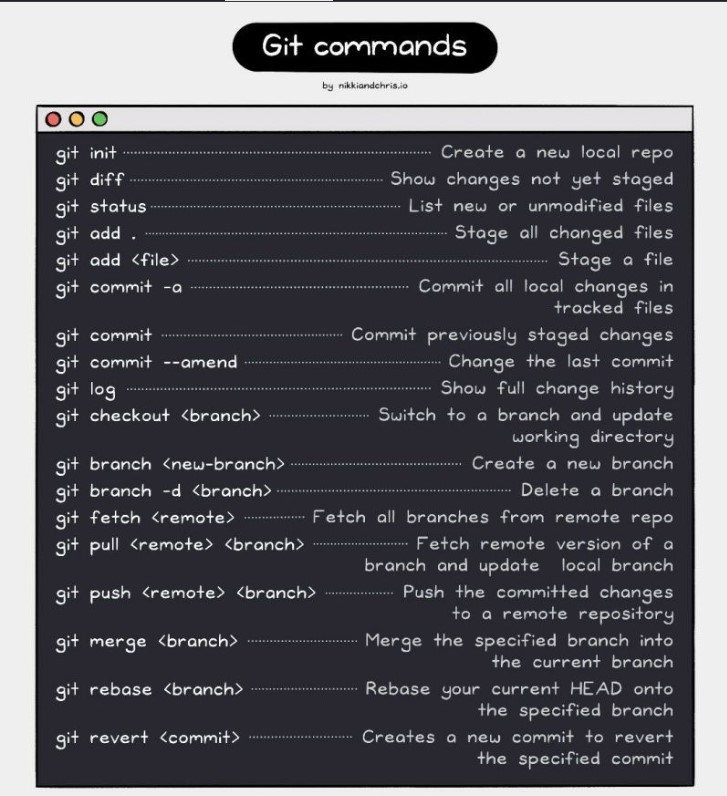 Git commands
by nikkiandchris.io
git init Create a new local repo
git diff Show changes not yet staged
git status List new or unmodified files
git add . Stage all changed files
git add <file> Stage a file
git commit -a Commit all local changes in
tracked files
git commit Commit previously staged changes
git commit --amend Change the last commit
git log Show full change history
git checkout <branch> Switch to a branch and update
working directory
git branch <new-branch> Create a new branch
git branch -d <branch> Delete a branch
git fetch <remote> Fetch all branches from remote repo
git pull <remote> <branch> Fetch remote version of a
branch and update local branch
git push <remote> <branch> Push the committed changes
to a remote repository
git merge <branch> Merge the specified branch into
the current branch
git rebase <branch> Rebase your current HEAD onto
the specified branch
git revert <commit> Creates a new commit to revert
the specified commit